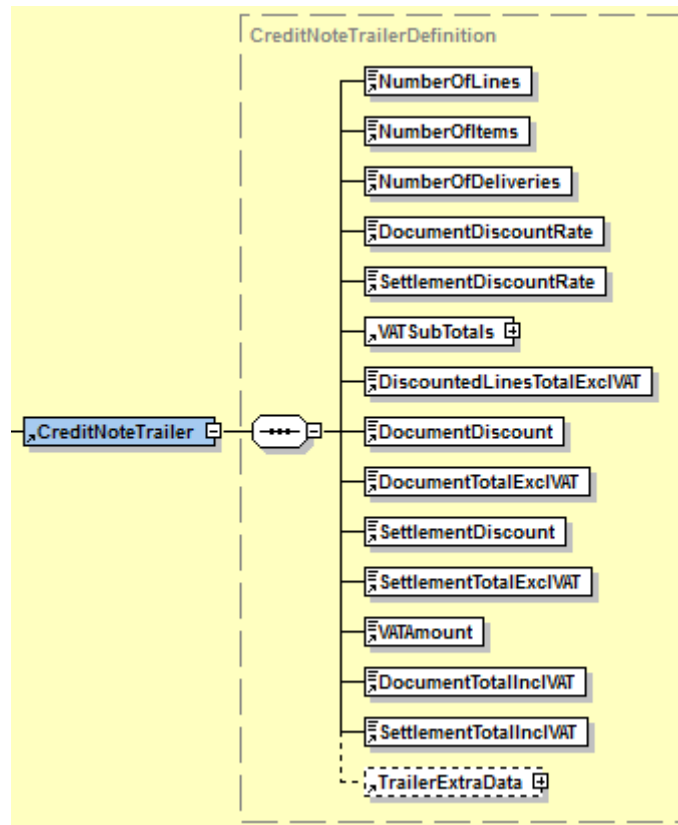 CreditNoteTrailerDefinition
NumberOfLines
NumberOfItems
NumberOfDeliveries
DocumentDiscountRate
SettlementDiscountRate
VATSubTotals
DiscountedLinesTotalExclVAT
CreditNoteTrailer
DocumentDiscount
DocumentTotalExclVAT
SettlementDiscount
SettlementTotalExclVAT
VATAmount
DocumentTotalInclVAT
SettlementTotalInclVAT
TrailerExtraData